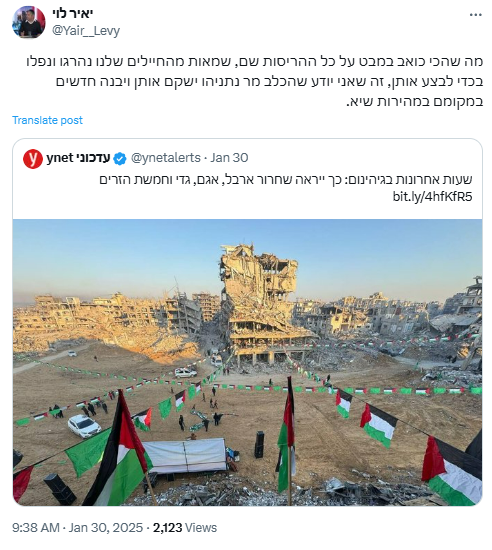 יאיר לוי
@Yair__Levy
מה שהכי כואב במבט על כל ההריסות שם, שמאות מהחיילים שלנו נהרגו ונפלו
בכדי לבצע אותן, זה שאני יודע שהכלב מר נתניהו ישקם אותן ויבנה חדשים
במקומם במהירות שיא.
Translate post
עדכוני ynet @ynetalerts · Jan 30
שעות אחרונות בגיהינום: כך ייראה שחרור ארבל, אגם, גדי וחמשת הזרים
bit.ly/4hfKfR5
9:38 AM · Jan 30, 2025 · 2,123 Views